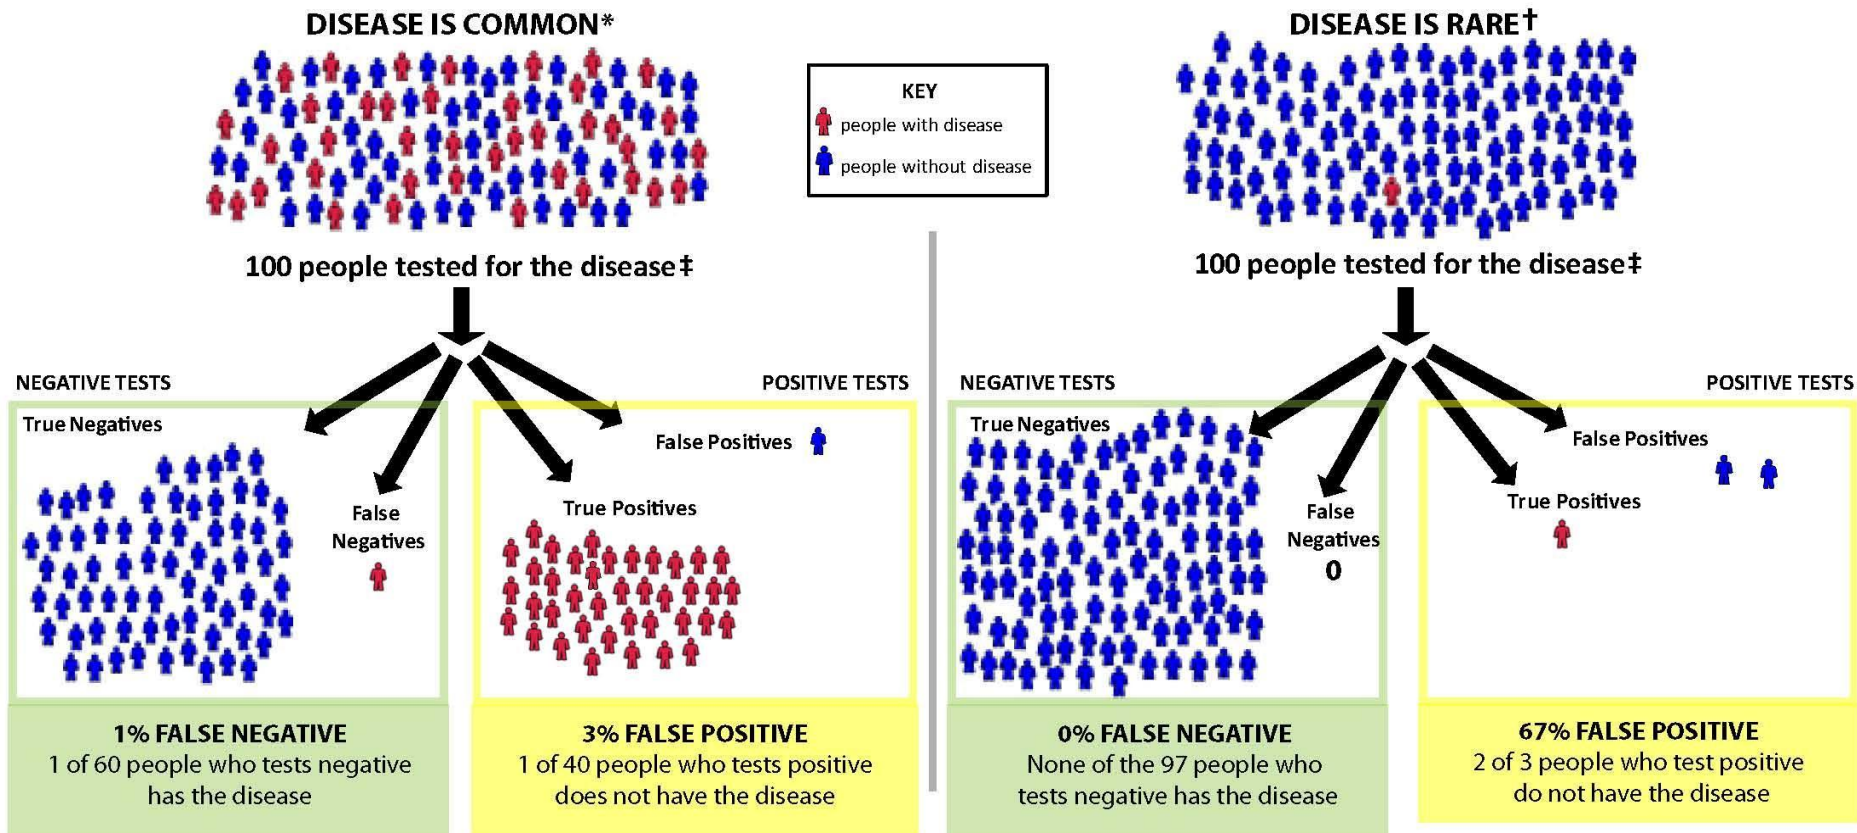 DISEASE IS COMMON*
DISEASE IS RARE†
KEY
people with disease
people without disease
100 people tested for the disease‡
100 people tested for the disease‡
NEGATIVE TESTS
POSITIVE TESTS
True Negatives
False Positives
False
Negatives
True Positives
1% FALSE NEGATIVE
1 of 60 people who tests negative
has the disease
3% FALSE POSITIVE
1 of 40 people who tests positive
does not have the disease
NEGATIVE TESTS
POSITIVE TESTS
True Negatives
False Positives
False
Negatives
0
True Positives
0% FALSE NEGATIVE
None of the 97 people who
tests negative has the disease
67% FALSE POSITIVE
2 of 3 people who test positive
do not have the disease